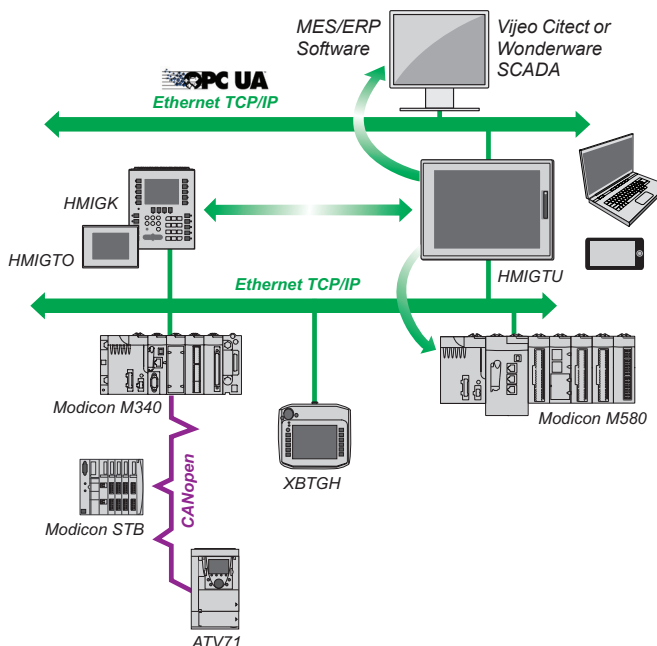 MES/ERP
Software
Vijeo Citect or
Wonderware
SCADA
OPC UA
Ethernet TCP/IP
HMIGK
HMIGTO
HMIGTU
Ethernet TCP/IP
Modicon M340
Modicon M580
XBTGH
CANopen
Modicon STB
ATV71